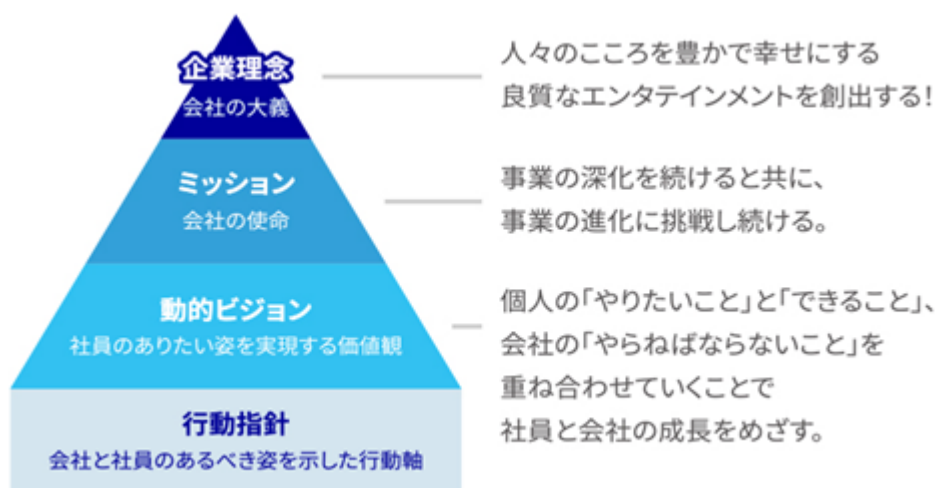 企業理念
会社の大義
人々のこころを豊かで幸せにする
良質なエンタテインメントを創出する!
ミッション
会社の使命
事業の深化を続けると共に、
事業の進化に挑戦し続ける。
動的ビジョン
社員のありたい姿を実現する価値観
個人の「やりたいこと」と「できること」、
会社の「やらねばならないこと」を
重ね合わせていくことで
社員と会社の成長をめざす。
行動指針
会社と社員のあるべき姿を示した行動軸